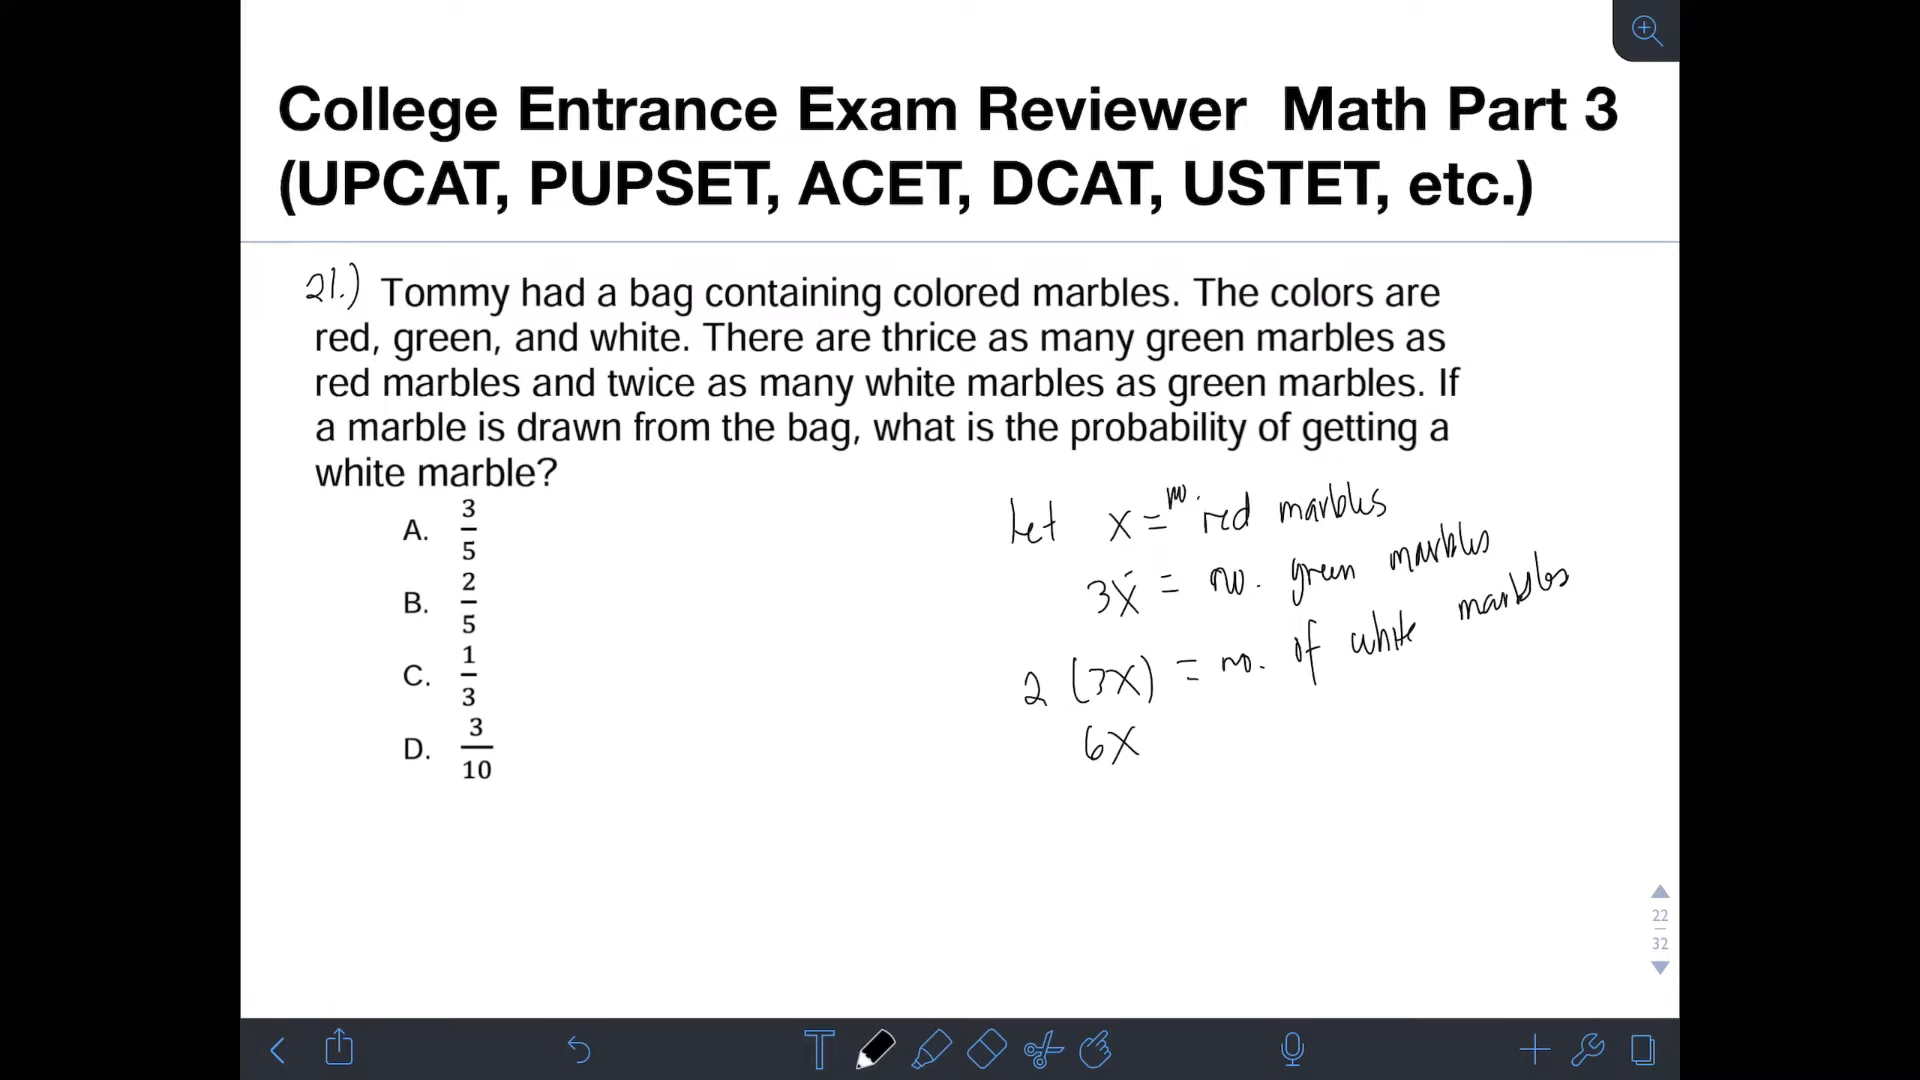 College Entrance Exam Reviewer Math Part 3
(UPCAT, PUPSET, ACET, DCAT, USTET, etc.)
21.) Tommy had a bag containing colored marbles. The colors are
red, green, and white. There are thrice as many green marbles as
red marbles and twice as many white marbles as green marbles. If
a marble is drawn from the bag, what is the probability of getting a
white marble?
A. 3/5
B. 2/5
C. 1/3
D. 3/10
Let x = no. red marbles
3x = no. green marbles
2 (3x) = no. of white marbles
6x
22
32